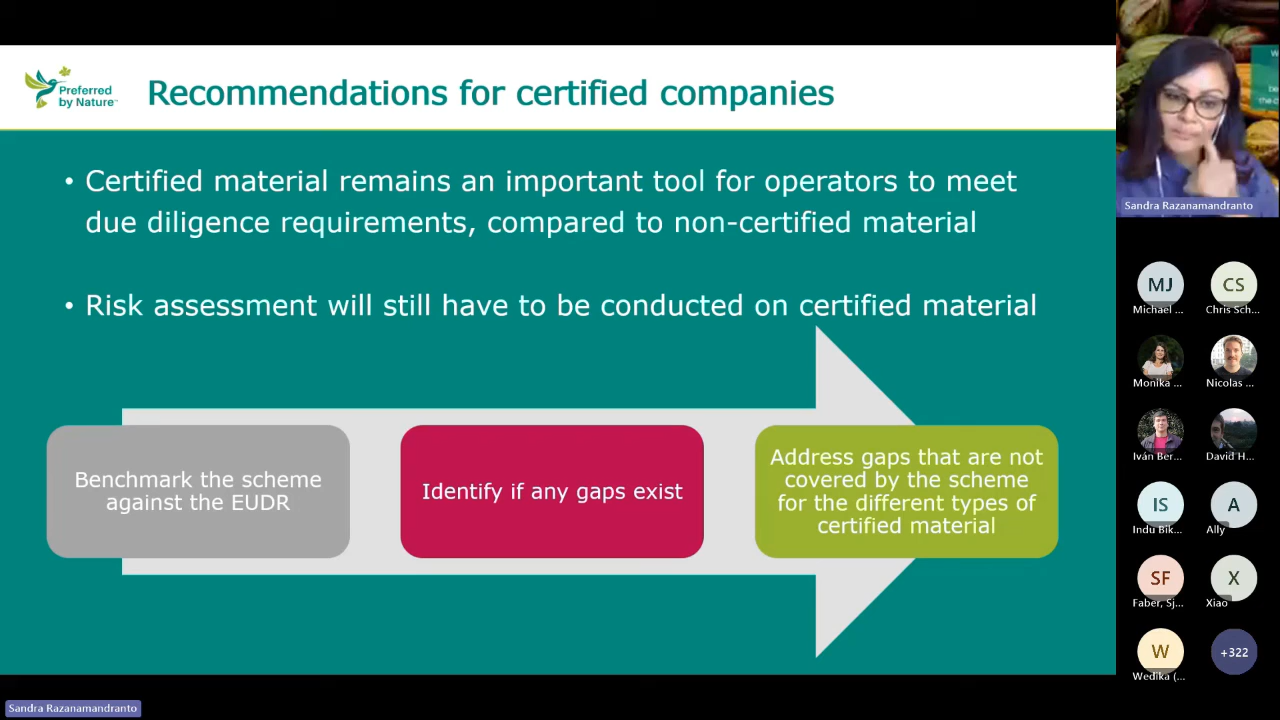 Preferred
by Nature™
Recommendations for certified companies
• Certified material remains an important tool for operators to meet
due diligence requirements, compared to non-certified material
• Risk assessment will still have to be conducted on certified material
Benchmark the scheme
against the EUDR
Identify if any gaps exist
Address gaps that are not
covered by the scheme
for the different types of
certified material
Sandra Razanamandranto
MJ
Michael ...
CS
Chris Sch...
Monika ...
Nicolas ...
Iván Ber...
David H...
IS
Indu Bik...
A
Ally
SF
Faber, Sj...
X
Xiao
W
Wedika (...
+322
Sandra Razanamandranto